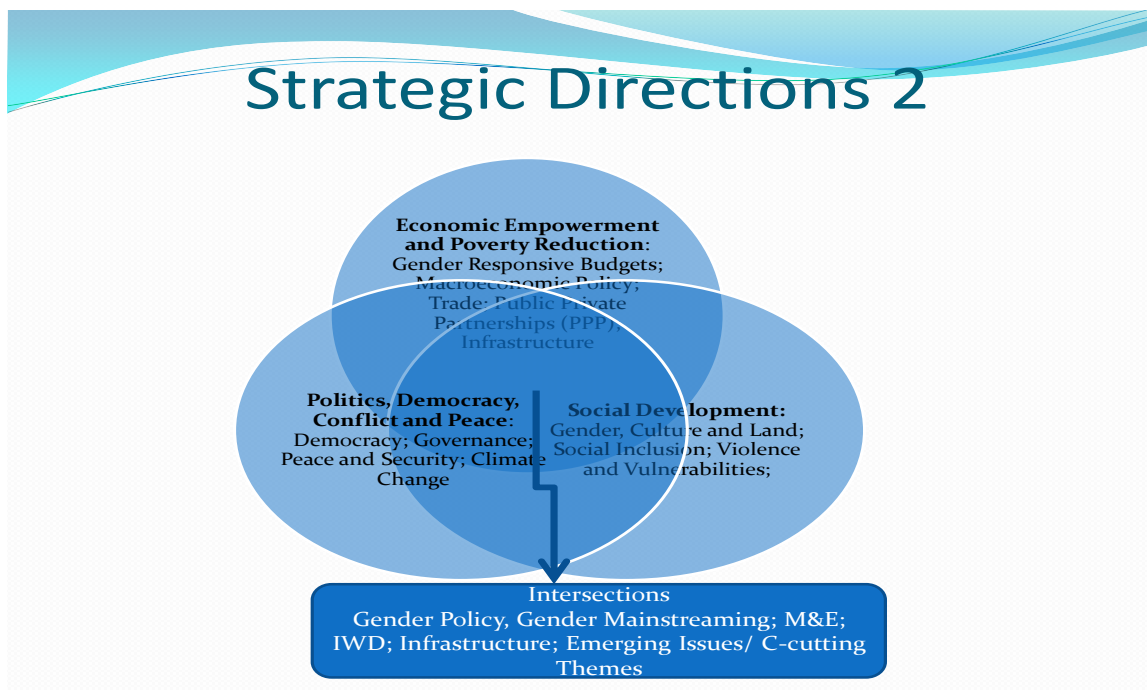 Strategic Directions 2
Economic Empowerment
and Poverty Reduction:
Gender Responsive Budgets;
Macroeconomic Policy;
Trade; Public Private
Partnerships (PPP),
Infrastructure
Politics, Democracy,
Conflict and Peace:
Democracy; Governance;
Peace and Security; Climate
Change
Social Development:
Gender, Culture and Land;
Social Inclusion; Violence
and Vulnerabilities;
Intersections
Gender Policy, Gender Mainstreaming; M&E;
IWD; Infrastructure; Emerging Issues/ C-cutting
Themes